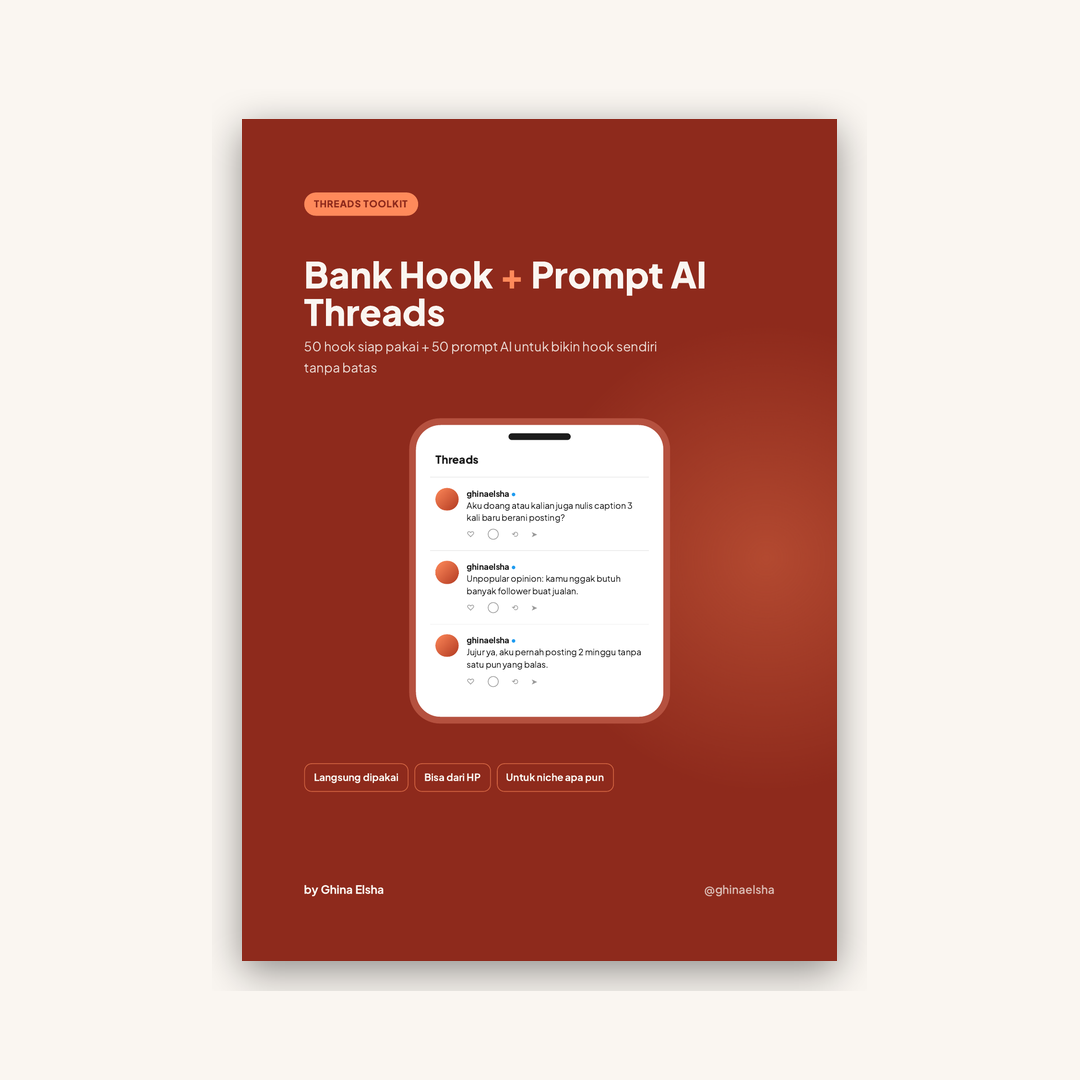 THREADS TOOLKIT
Bank Hook + Prompt AI
Threads
50 hook siap pakai + 50 prompt AI untuk bikin hook sendiri
tanpa batas
Threads
ghinaelsha
Aku doang atau kalian juga nulis caption 3
kali baru berani posting?
ghinaelsha
Unpopular opinion: kamu nggak butuh
banyak follower buat jualan.
ghinaelsha
Jujur ya, aku pernah posting 2 minggu tanpa
satu pun yang balas.
Langsung dipakai
Bisa dari HP
Untuk niche apa pun
by Ghina Elsha
@ghinaelsha